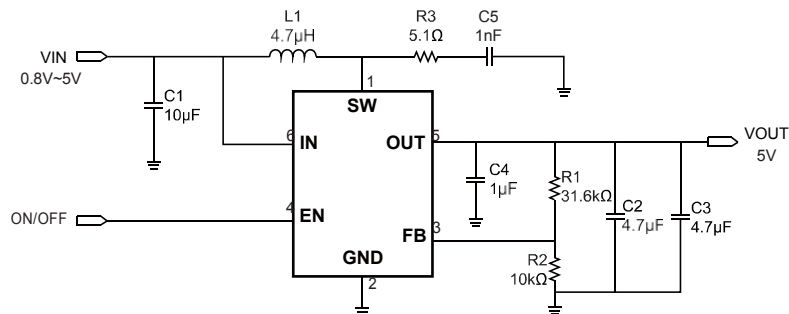 L1
4.7µH
R3
5.1Ω
C5
1nF
VIN
0.8V~5V
C1
10µF
1
SW
6
IN
OUT
5
VOUT
5V
C4
1µF
R1
31.6kΩ
C2
4.7µF
C3
4.7µF
ON/OFF
4
EN
FB
3
R2
10kΩ
GND
2